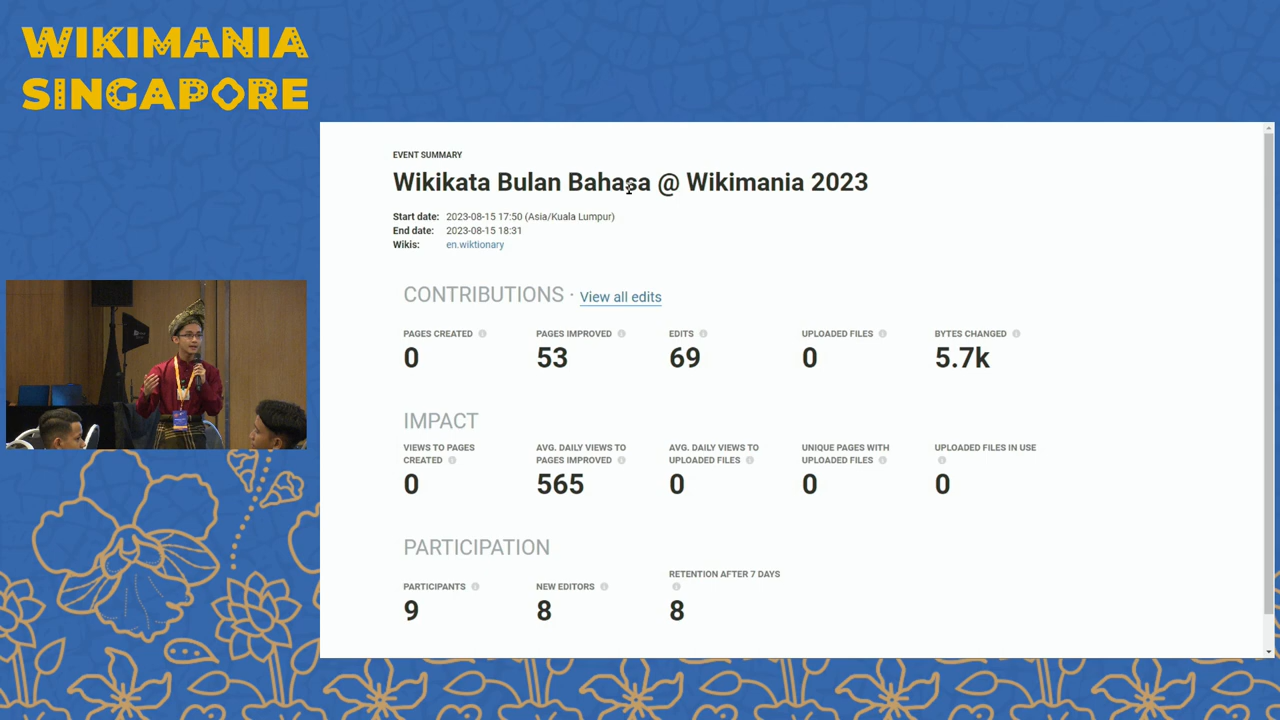 WIKIMANIA
SINGAPORE
EVENT SUMMARY
Wikikata Bulan Bahasa @ Wikimania 2023
Start date: 2023-08-15 17:50 (Asia/Kuala Lumpur)
End date: 2023-08-15 18:31
Wikis: en.wiktionary
CONTRIBUTIONS · View all edits
PAGES CREATED PAGES IMPROVED EDITS UPLOADED FILES BYTES CHANGED
0 53 69 0 5.7k
IMPACT
VIEWS TO PAGES CREATED
AVG. DAILY VIEWS TO PAGES IMPROVED
AVG. DAILY VIEWS TO UPLOADED FILES
UNIQUE PAGES WITH UPLOADED FILES
UPLOADED FILES IN USE
0 565 0 0 0
PARTICIPATION
PARTICIPANTS NEW EDITORS RETENTION AFTER 7 DAYS
9 8 8